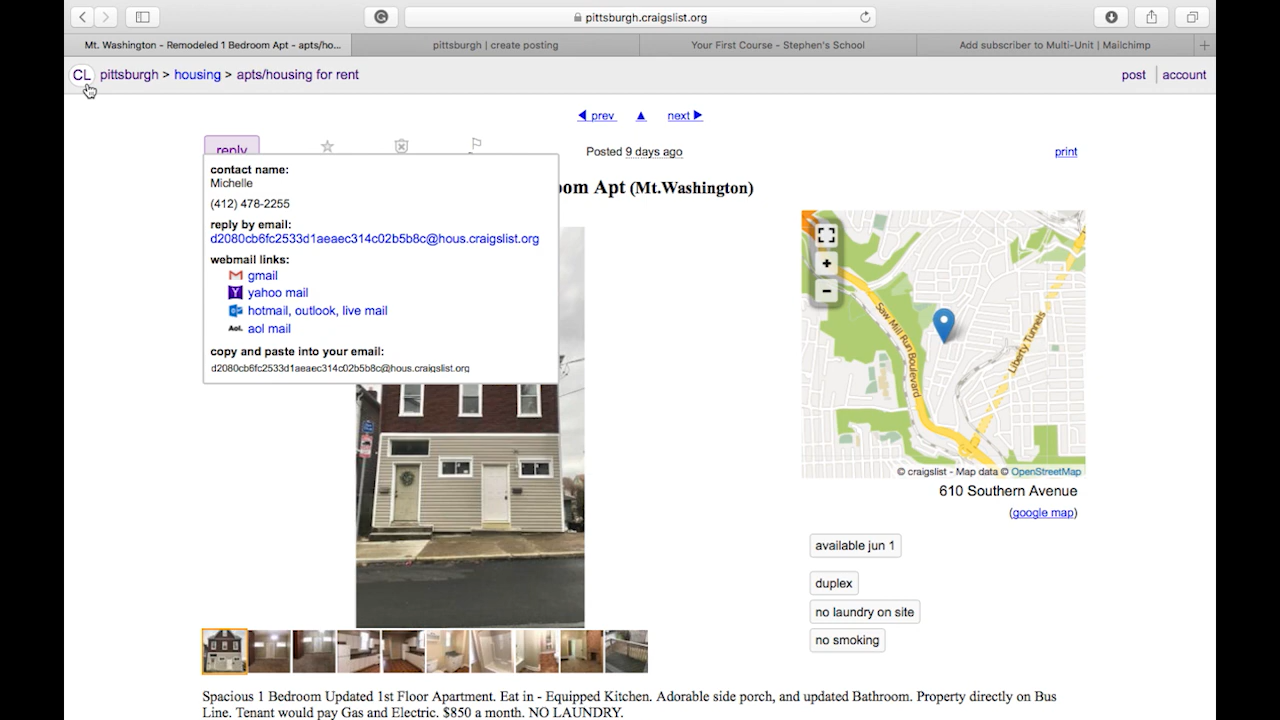 pittsburgh.craigslist.org
Mt. Washington - Remodeled 1 Bedroom Apt - apts/ho...
pittsburgh | create posting
Your First Course - Stephen's School
Add subscriber to Multi-Unit | Mailchimp
CL pittsburgh > housing > apts/housing for rent
post account
◀ prev ▲ next ▶
reply
Posted 9 days ago
print
oom Apt (Mt.Washington)
contact name:
Michelle
(412) 478-2255
reply by email:
d2080cb6fc2533d1aeaec314c02b5b8c@hous.craigslist.org
webmail links:
gmail
yahoo mail
hotmail, outlook, live mail
Aol. aol mail
copy and paste into your email:
d2080cb6fc2533d1aeaec314c02b5b8c@hous.craigslist.org
+
-
Saw Mill Run Boulevard
Liberty Tunnels
© craigslist - Map data © OpenStreetMap
610 Southern Avenue
(google map)
available jun 1
duplex
no laundry on site
no smoking
Spacious 1 Bedroom Updated 1st Floor Apartment. Eat in - Equipped Kitchen. Adorable side porch, and updated Bathroom. Property directly on Bus
Line. Tenant would pay Gas and Electric. $850 a month. NO LAUNDRY.